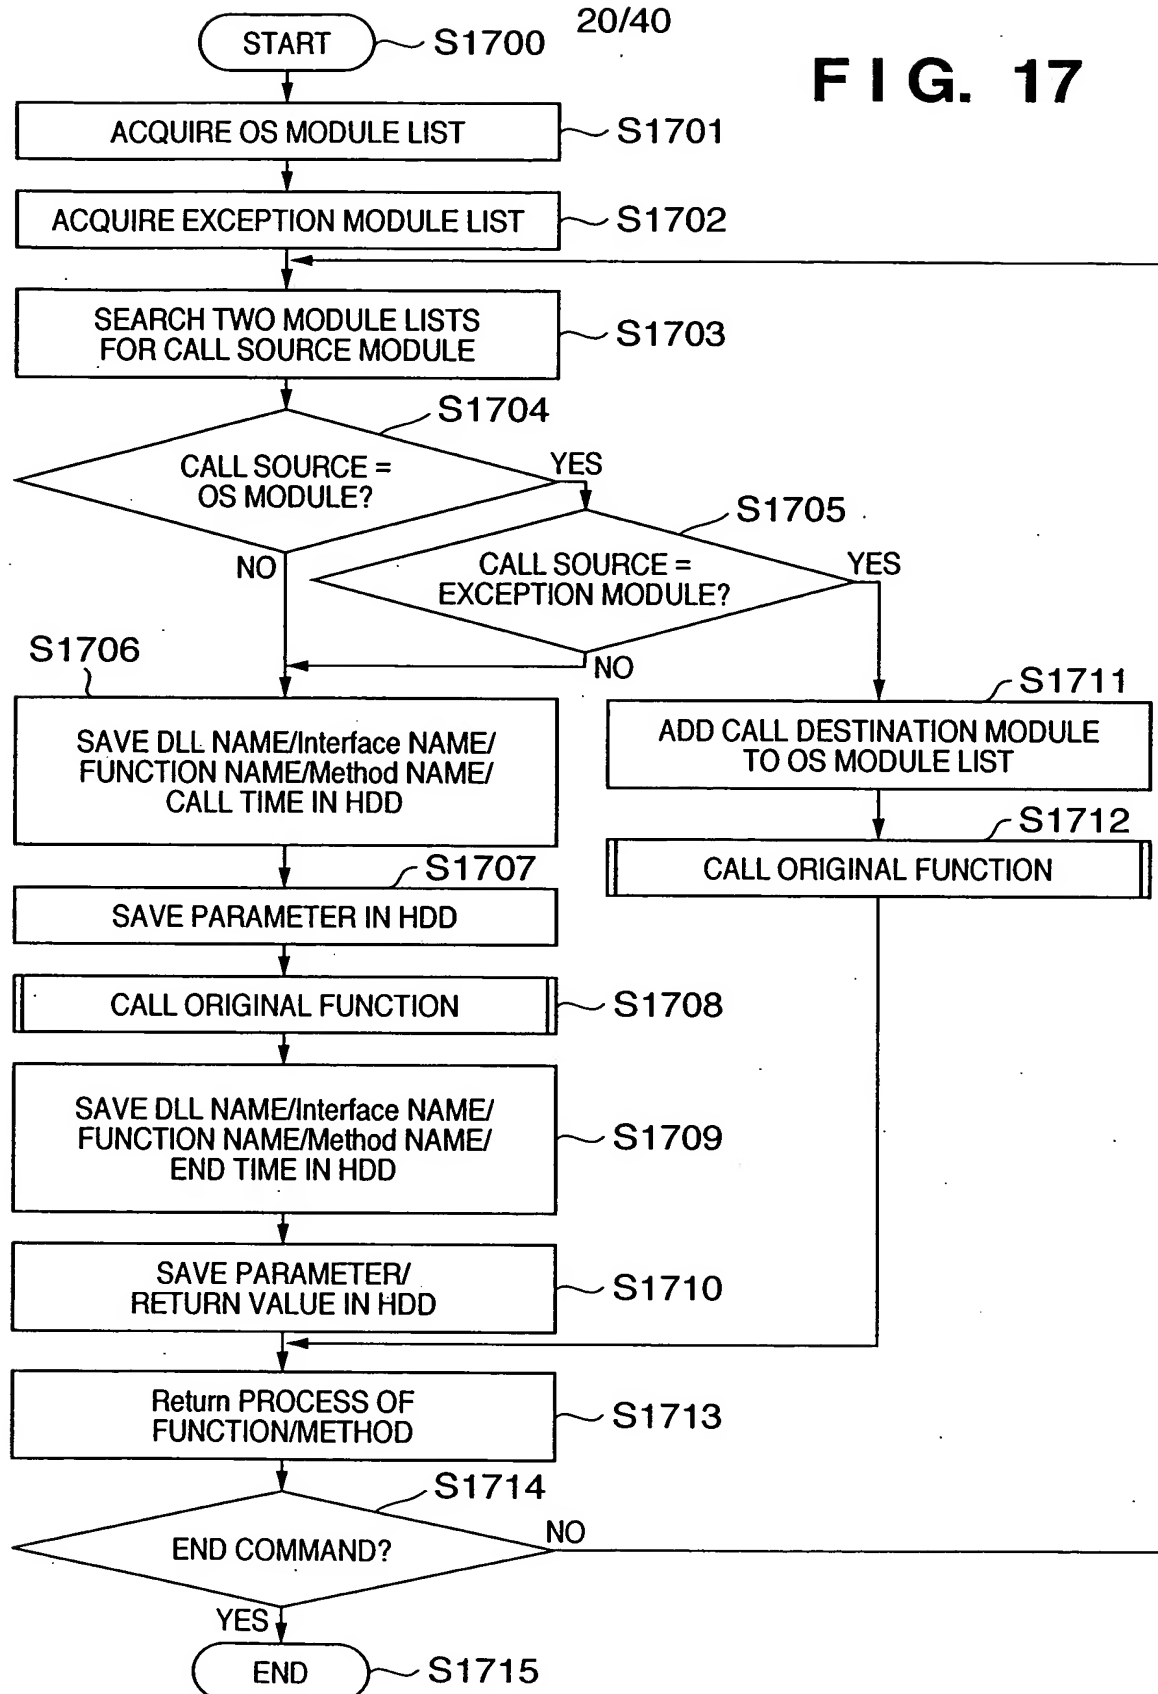 20/40
FIG. 17
START
S1700
ACQUIRE OS MODULE LIST
S1701
ACQUIRE EXCEPTION MODULE LIST
S1702
SEARCH TWO MODULE LISTS
FOR CALL SOURCE MODULE
S1703
S1704
CALL SOURCE =
OS MODULE?
YES
NO
S1705
CALL SOURCE =
EXCEPTION MODULE?
YES
NO
S1706
SAVE DLL NAME/Interface NAME/
FUNCTION NAME/Method NAME/
CALL TIME IN HDD
S1711
ADD CALL DESTINATION MODULE
TO OS MODULE LIST
S1712
CALL ORIGINAL FUNCTION
S1707
SAVE PARAMETER IN HDD
CALL ORIGINAL FUNCTION
S1708
SAVE DLL NAME/Interface NAME/
FUNCTION NAME/Method NAME/
END TIME IN HDD
S1709
SAVE PARAMETER/
RETURN VALUE IN HDD
S1710
Return PROCESS OF
FUNCTION/METHOD
S1713
S1714
END COMMAND?
NO
YES
END
S1715